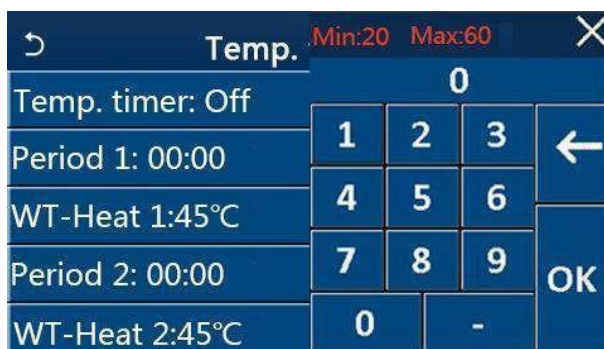 Temp.
Temp. timer: Off
Period 1: 00:00
WT-Heat 1:45℃
Period 2: 00:00
WT-Heat 2:45℃
Min:20 Max:60
0
1 2 3
4 5 6
7 8 9
OK
0 -